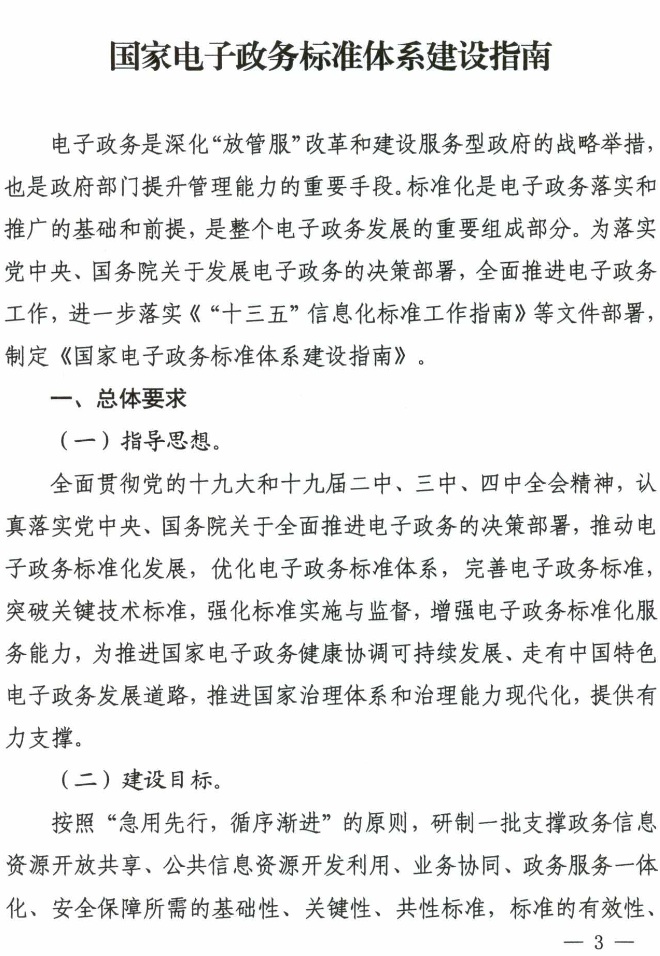 国家电子政务标准体系建设指南
电子政务是深化“放管服”改革和建设服务型政府的战略举措，
也是政府部门提升管理能力的重要手段。标准化是电子政务落实和
推广的基础和前提，是整个电子政务发展的重要组成部分。为落实
党中央、国务院关于发展电子政务的决策部署，全面推进电子政务
工作，进一步落实《“十三五”信息化标准工作指南》等文件部署，
制定《国家电子政务标准体系建设指南》。
一、总体要求
（一）指导思想。
全面贯彻党的十九大和十九届二中、三中、四中全会精神，认
真落实党中央、国务院关于全面推进电子政务的决策部署，推动电
子政务标准化发展，优化电子政务标准体系，完善电子政务标准，
突破关键技术标准，强化标准实施与监督，增强电子政务标准化服
务能力，为推进国家电子政务健康协调可持续发展、走有中国特色
电子政务发展道路，推进国家治理体系和治理能力现代化，提供有
力支撑。
（二）建设目标。
按照“急用先行，循序渐进”的原则，研制一批支撑政务信息
资源开放共享、公共信息资源开发利用、业务协同、政务服务一体
化、安全保障所需的基础性、关键性、共性标准，标准的有效性、
— 3 —